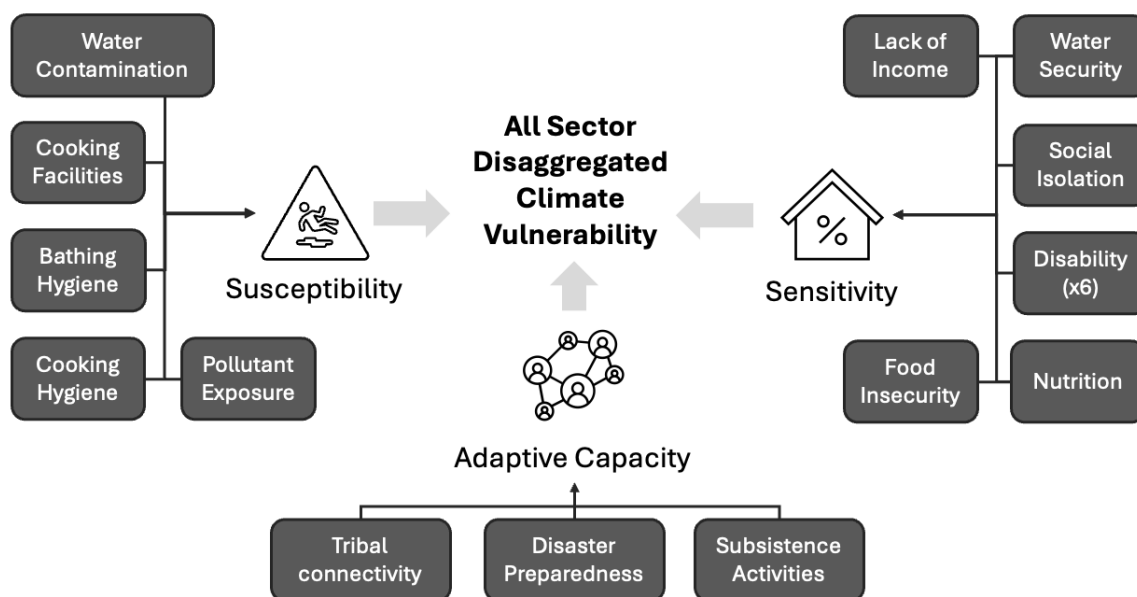 Water
Contamination
Cooking
Facilities
Bathing
Hygiene
Cooking
Hygiene
Pollutant
Exposure
Susceptibility
All Sector
Disaggregated
Climate
Vulnerability
Lack of
Income
Water
Security
Social
Isolation
Disability
(x6)
Food
Insecurity
Nutrition
%
Sensitivity
Adaptive Capacity
Tribal
connectivity
Disaster
Preparedness
Subsistence
Activities